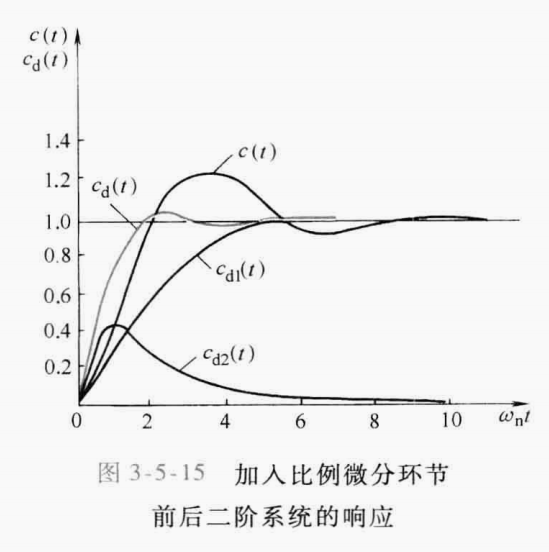 c(t)
c_d(t)
1.4
1.2
1.0
0.8
0.6
0.4
0.2
c(t)
c_d(t)
c_d1(t)
c_d2(t)
0 2 4 6 8 10 ω_n t
图 3-5-15 加入比例微分环节
前后二阶系统的响应